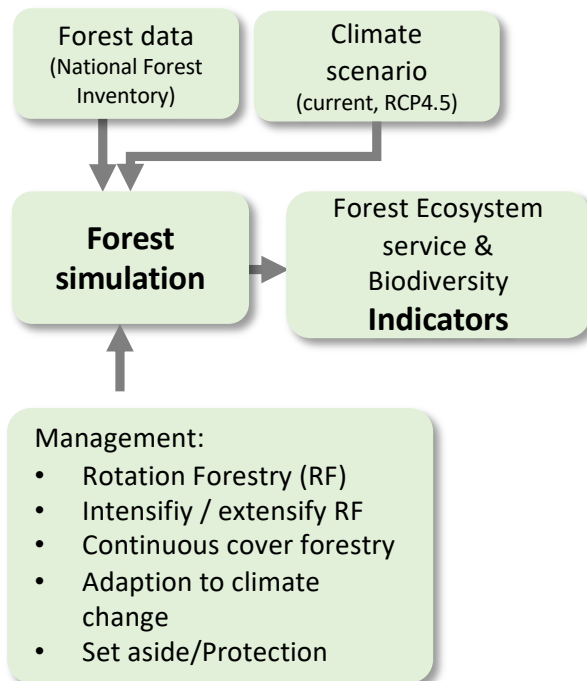 Forest data
(National Forest
Inventory)
Climate
scenario
(current, RCP4.5)
Forest
simulation
Forest Ecosystem
service &
Biodiversity
Indicators
Management:
• Rotation Forestry (RF)
• Intensifiy / extensify RF
• Continuous cover forestry
• Adaption to climate
change
• Set aside/Protection